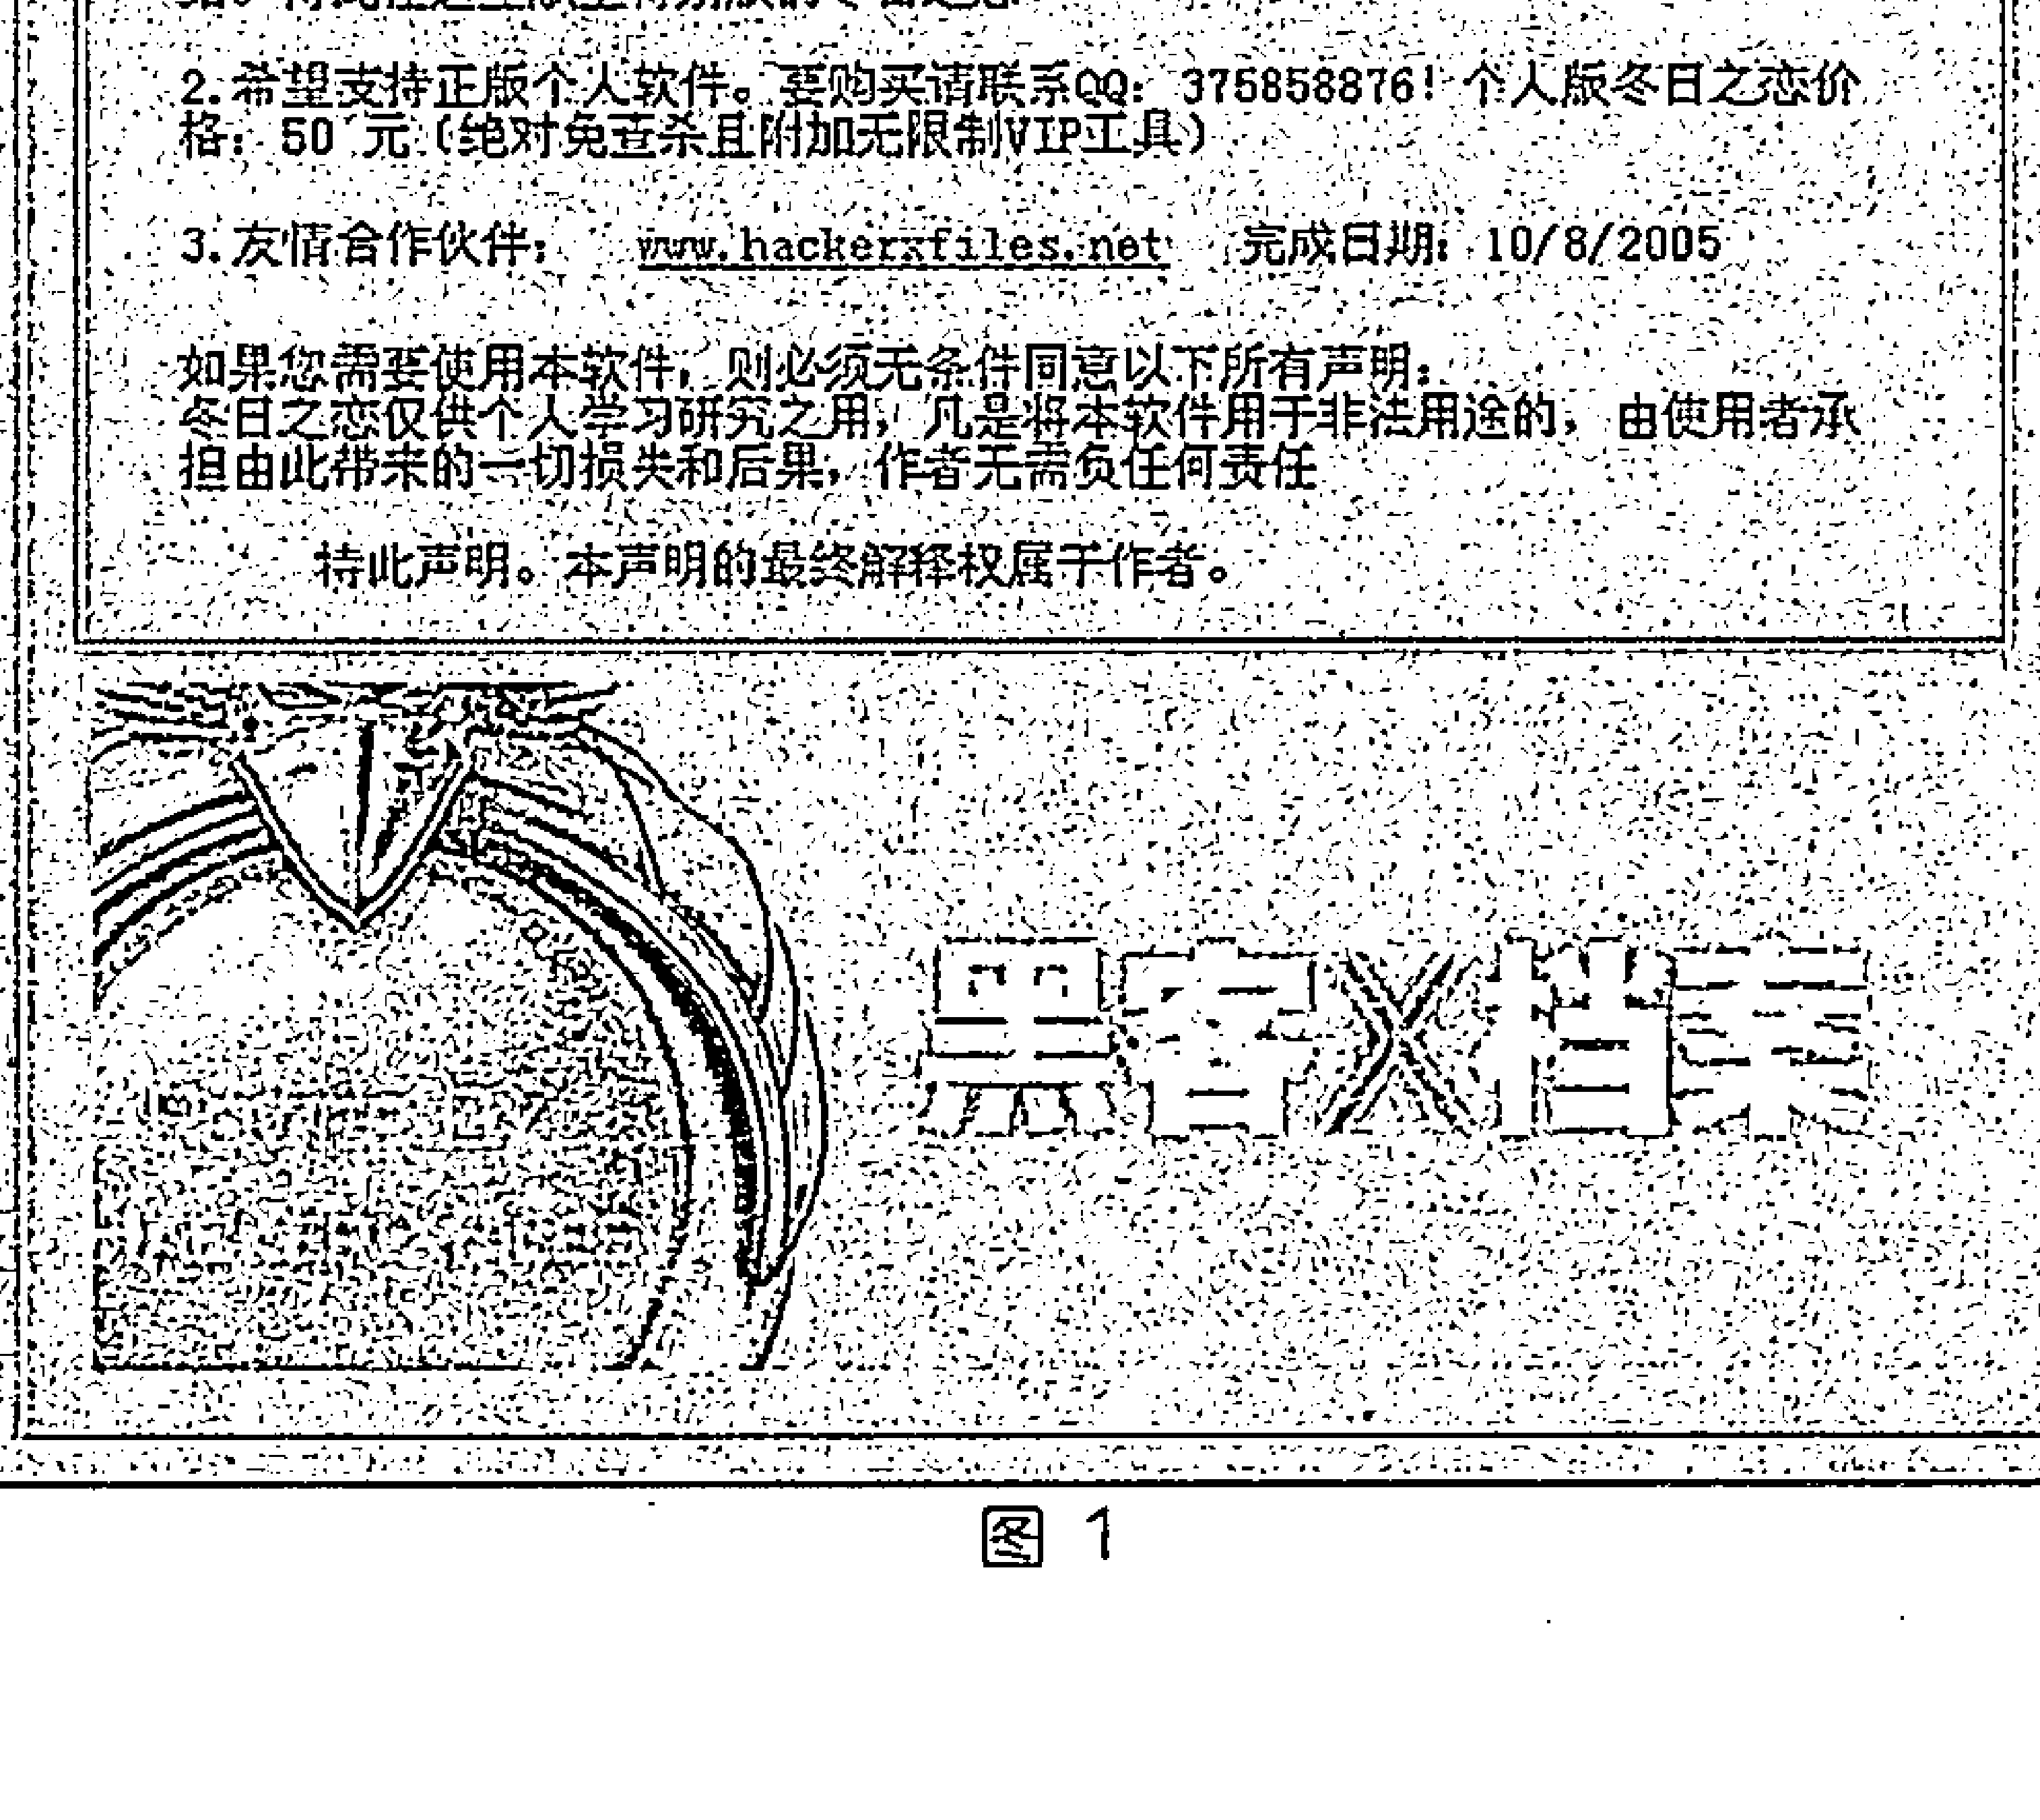 2.希望支持正版个人软件。要购买请联系QQ: 375858876! 个人版冬日之恋价
格: 50 元(绝对免查杀且附加无限制VIP工具)
3.友情合作伙伴: www.hackerxfiles.net 完成日期: 10/8/2005
如果您需要使用本软件, 则必须无条件同意以下所有声明:
冬日之恋仅供个人学习研究之用, 凡是将本软件用于非法用途的, 由使用者承
担由此带来的一切损失和后果, 作者无需负任何责任
持此声明。本声明的最终解释权属于作者。
黑客X档案
图 1